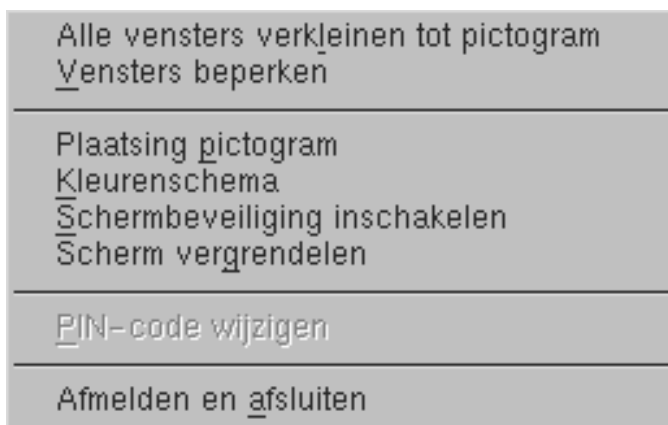 Alle vensters verkleinen tot pictogram
Vensters beperken
Plaatsing pictogram
Kleurenschema
Schermbeveiliging inschakelen
Scherm vergrendelen
PIN-code wijzigen
Afmelden en afsluiten